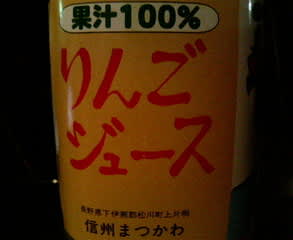 果汁100%
りんご
ジュース
長野県下伊那郡松川町上片桐
信州まつかわ